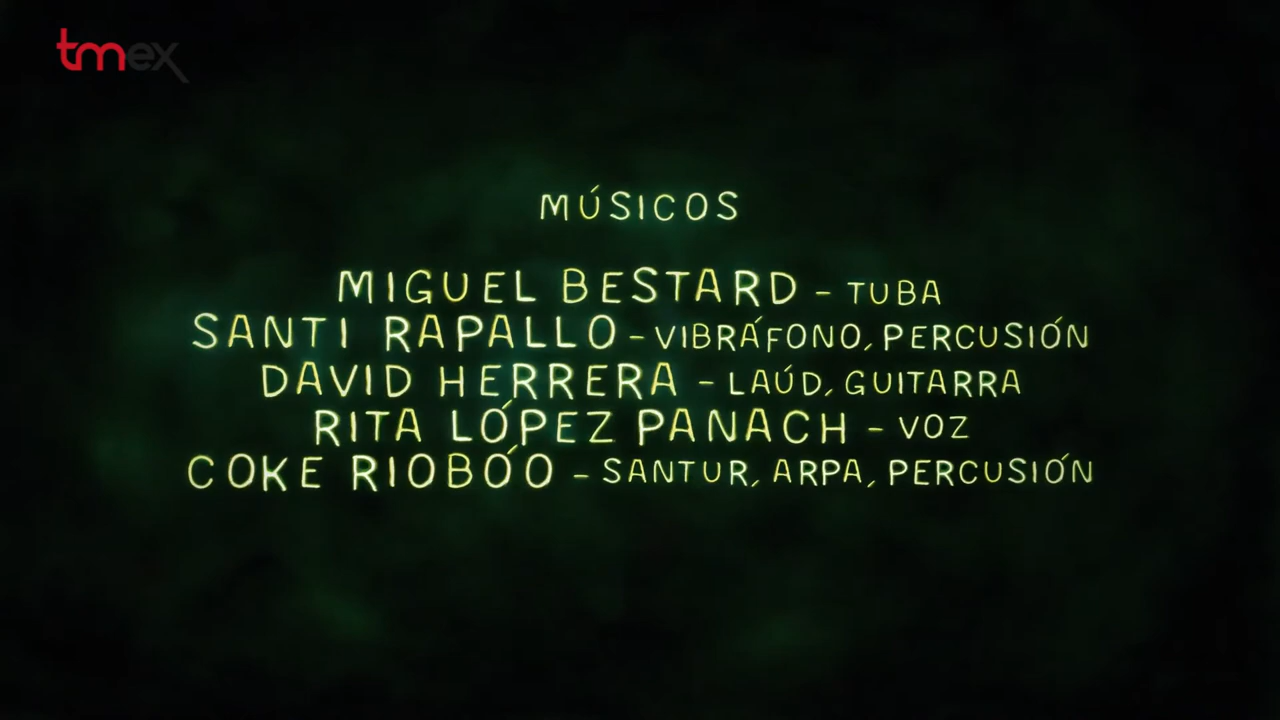 tmex
MÚSICOS
MIGUEL BESTARD – TUBA
SANTI RAPALLO – VIBRÁFONO, PERCUSIÓN
DAVID HERRERA – LAÚD, GUITARRA
RITA LÓPEZ PANACH – VOZ
COKE RIOBÓO – SANTUR, ARPA, PERCUSIÓN